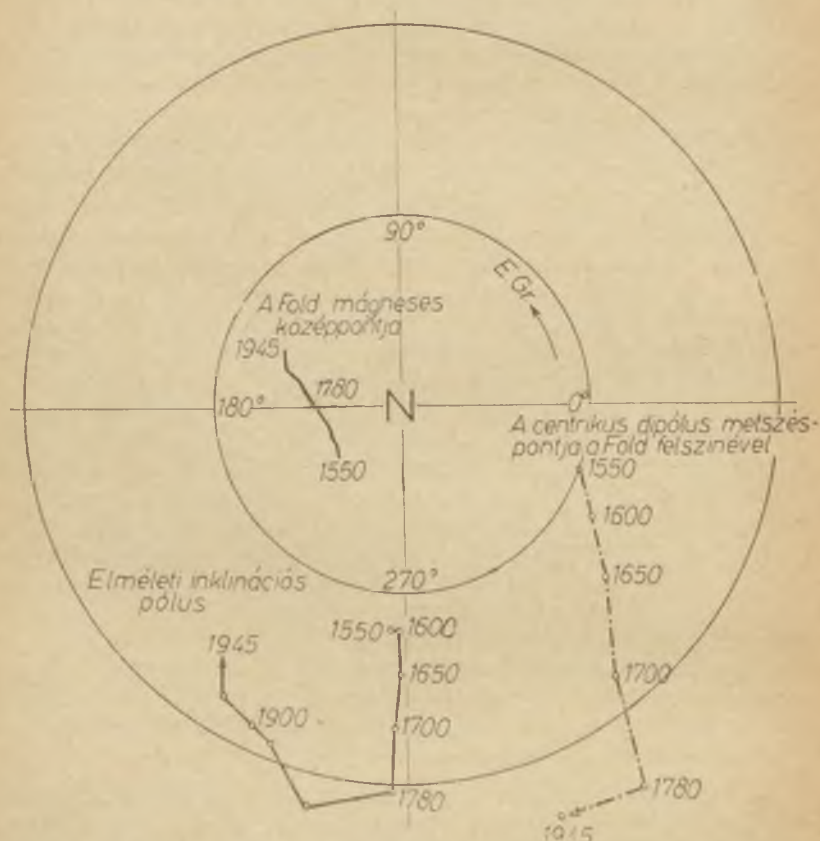 90°
E. Gr.
A Föld mágneses
középpontja
1945
1780
180°
N
0°
1550
A centrikus dipólus metszés-
pontja a Föld felszinével
1550
1600
1650
1700
1780
1945
270°
Elméleti inklinációs
pólus
1945
1900
1550
1600
1650
1700
1780